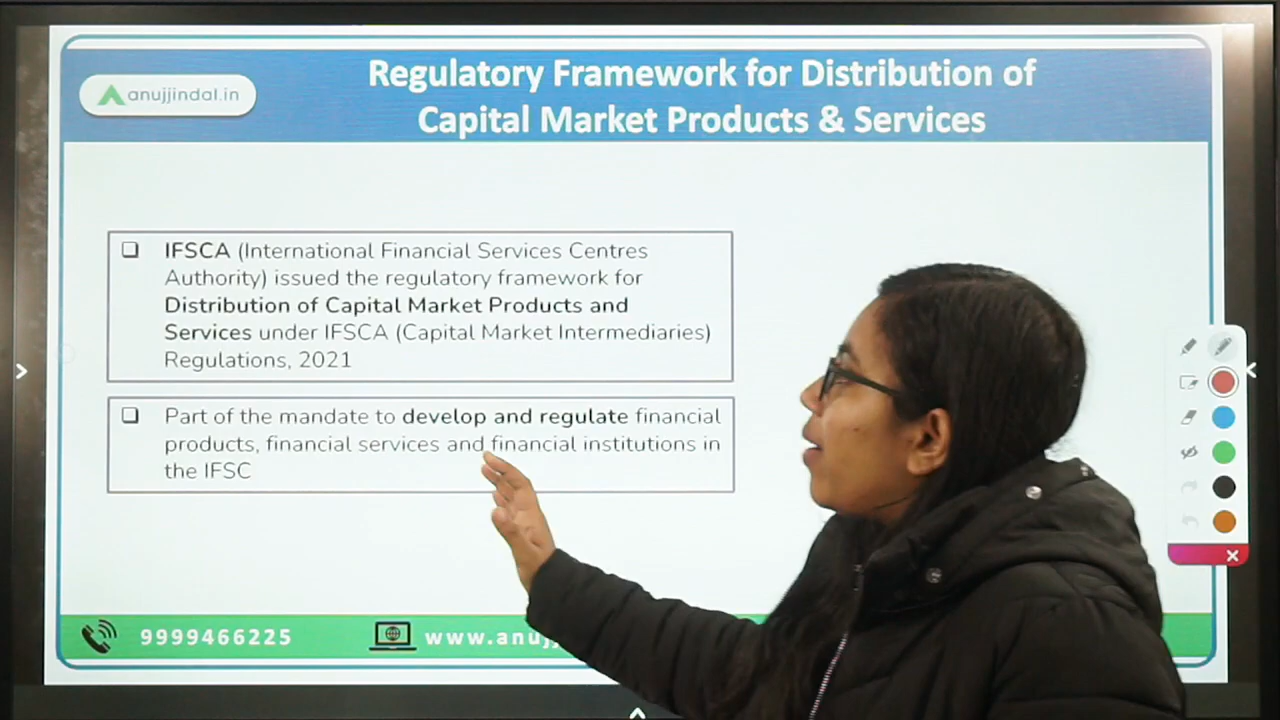 anujjindal.in
Regulatory Framework for Distribution of
Capital Market Products & Services
IFSCA (International Financial Services Centres
Authority) issued the regulatory framework for
Distribution of Capital Market Products and
Services under IFSCA (Capital Market Intermediaries)
Regulations, 2021
Part of the mandate to develop and regulate financial
products, financial services and financial institutions in
the IFSC
9999466225